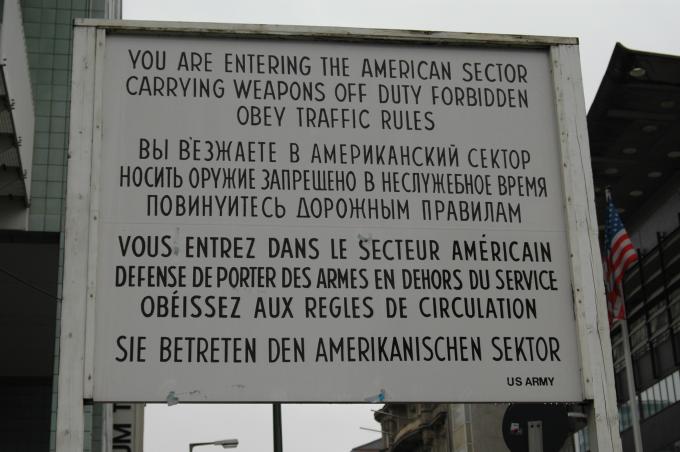 YOU ARE ENTERING THE AMERICAN SECTOR
CARRYING WEAPONS OFF DUTY FORBIDDEN
OBEY TRAFFIC RULES
ВЫ В'ЕЗЖАЕТЕ В АМЕРИКАНСКИЙ СЕКТОР
НОСИТЬ ОРУЖИЕ ЗАПРЕЩЕНО В НЕСЛУЖЕБНОЕ ВРЕМЯ
ПОВИНУИТЕСЬ ДОРОЖНЫМ ПРАВИЛАМ
VOUS ENTREZ DANS LE SECTEUR AMÉRICAIN
DEFENSE DE PORTER DES ARMES EN DEHORS DU SERVICE
OBÉISSEZ AUX REGLES DE CIRCULATION
SIE BETRETEN DEN AMERIKANISCHEN SEKTOR
US ARMY